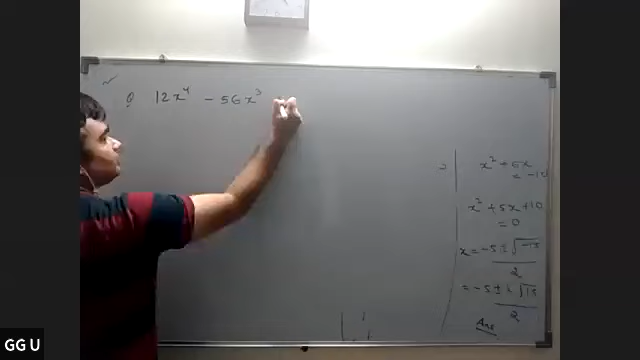 Q 12x⁴ - 56x³
x² + 5x
= -10
x² + 5x + 10
= 0
x = -5 ± √-15
2
= -5 ± i √15
2
Ans
GG U